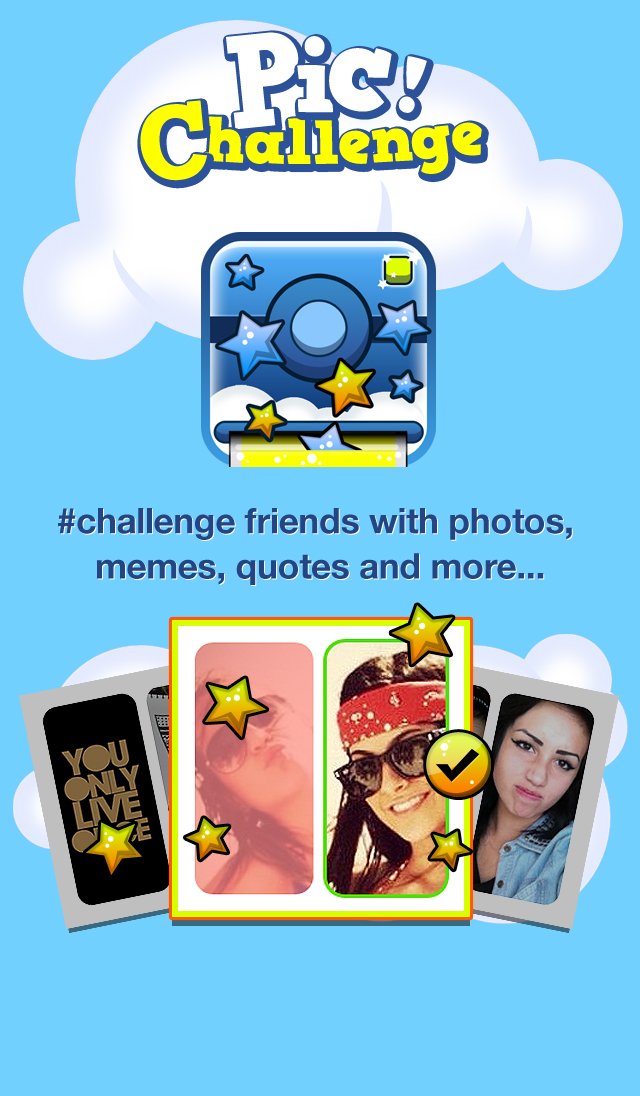 Pic!
Challenge
#challenge friends with photos,
memes, quotes and more...
YOU
ONLY
LIVE